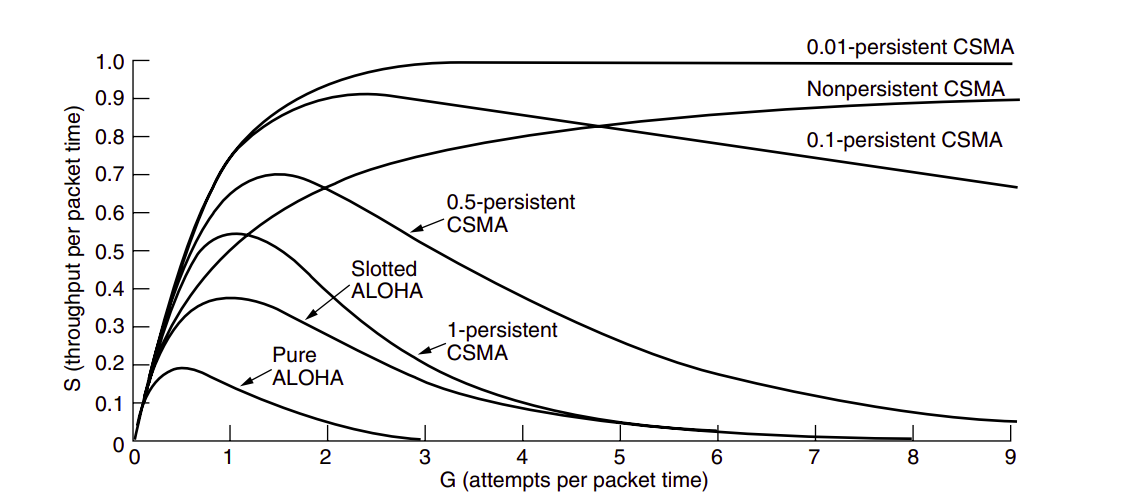 0.01-persistent CSMA
1.0
Nonpersistent CSMA
0.9
0.8
0.1-persistent CSMA
0.7
0.5-persistent
CSMA
0.6
0.5
Slotted
ALOHA
0.4
0.3
1-persistent
CSMA
Pure
ALOHA
0.2
0.1
0
S (throughput per packet time)
0 1 2 3 4 5 6 7 8 9
G (attempts per packet time)